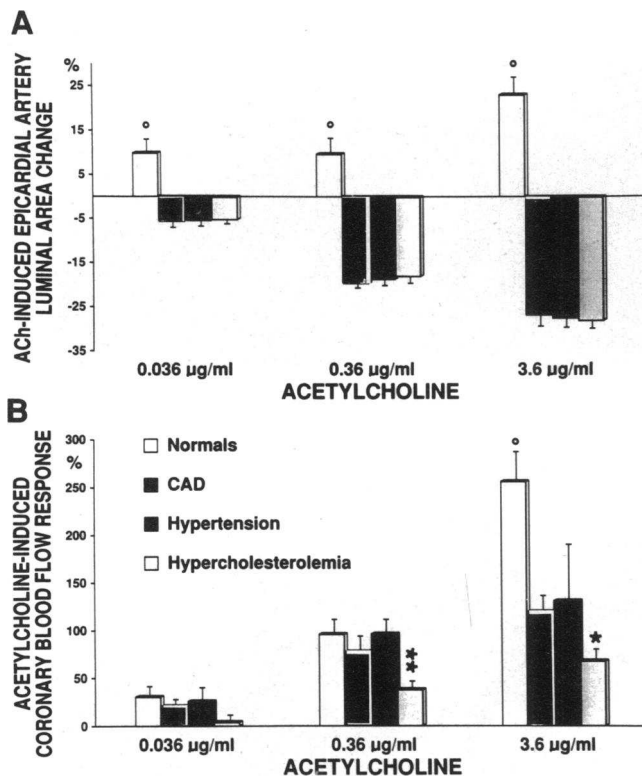 A
%
25
15
5
-5
-15
-25
-35
ACh-INDUCED EPICARDIAL ARTERY
LUMINAL AREA CHANGE
0.036 µg/ml 0.36 µg/ml 3.6 µg/ml
ACETYLCHOLINE
B
300
%
250
200
150
100
50
0
ACETYLCHOLINE-INDUCED
CORONARY BLOOD FLOW RESPONSE
Normals
CAD
Hypertension
Hypercholesterolemia
**
*
0.036 µg/ml 0.36 µg/ml 3.6 µg/ml
ACETYLCHOLINE